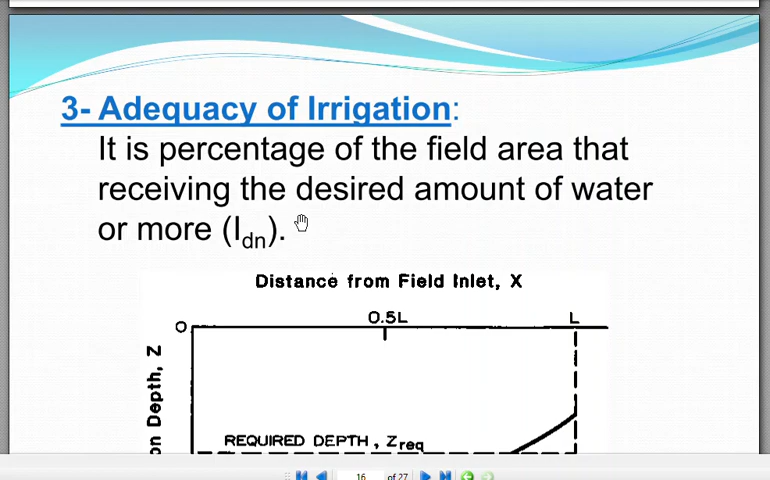 3- Adequacy of Irrigation:
It is percentage of the field area that
receiving the desired amount of water
or more (Idn).
Distance from Field Inlet, X
O 0.5L L
on Depth, Z
REQUIRED DEPTH, Zreq
16 of 27